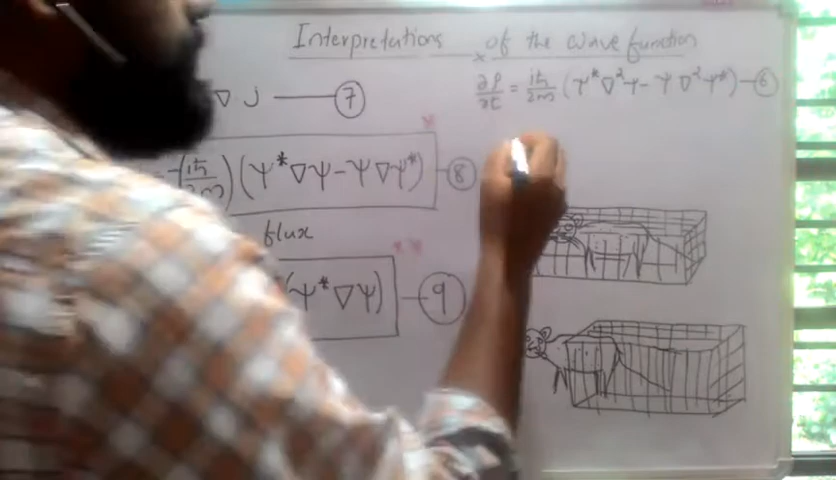 Interpretations of the wave function
∂ρ/∂t = iħ/2m (Ψ* ∇²Ψ - Ψ ∇²Ψ*) — 6
∇ J — 7
(iħ/2m) (Ψ* ∇Ψ - Ψ ∇Ψ*) — 8
flux
(Ψ* ∇Ψ) — 9